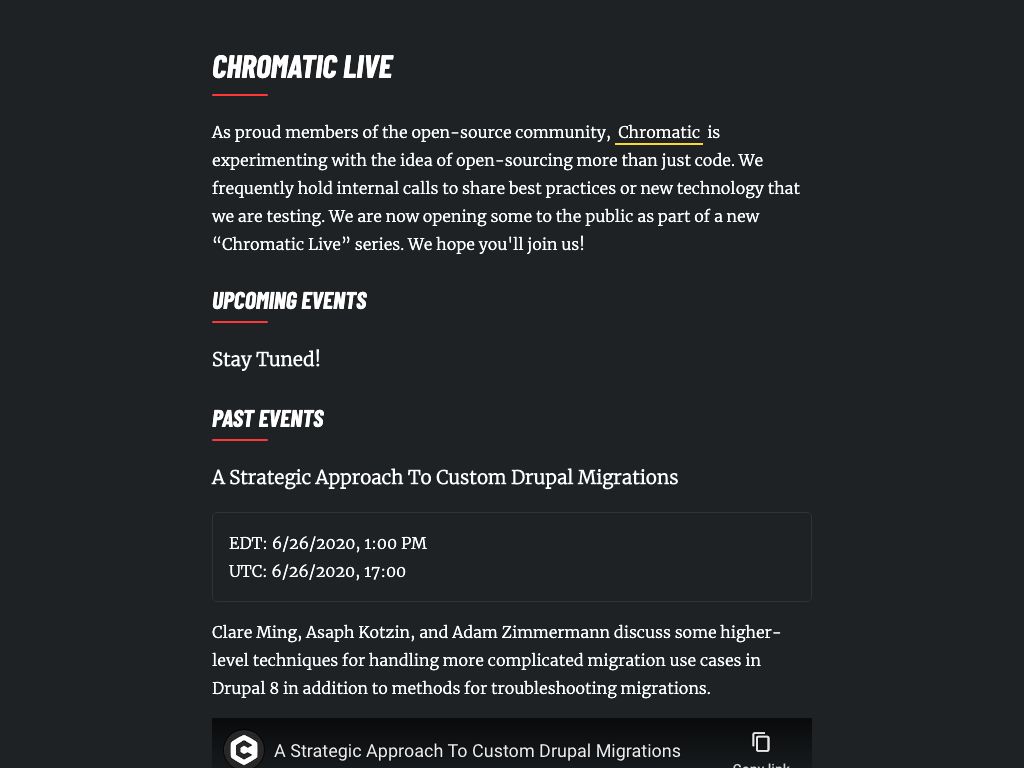 CHROMATIC LIVE
As proud members of the open-source community, Chromatic is
experimenting with the idea of open-sourcing more than just code. We
frequently hold internal calls to share best practices or new technology that
we are testing. We are now opening some to the public as part of a new
“Chromatic Live” series. We hope you'll join us!
UPCOMING EVENTS
Stay Tuned!
PAST EVENTS
A Strategic Approach To Custom Drupal Migrations
EDT: 6/26/2020, 1:00 PM
UTC: 6/26/2020, 17:00
Clare Ming, Asaph Kotzin, and Adam Zimmermann discuss some higher-
level techniques for handling more complicated migration use cases in
Drupal 8 in addition to methods for troubleshooting migrations.
A Strategic Approach To Custom Drupal Migrations
Copy link